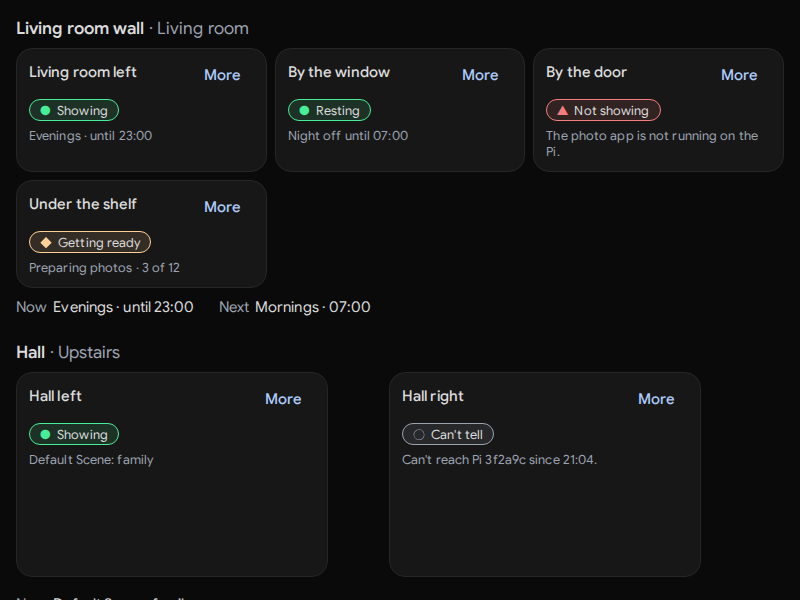 Living room wall · Living room
Living room left More
By the window More
By the door More
Showing
Resting
Not showing
Evenings · until 23:00
Night off until 07:00
The photo app is not running on the
Pi.
Under the shelf More
Getting ready
Preparing photos · 3 of 12
Now Evenings · until 23:00 Next Mornings · 07:00
Hall · Upstairs
Hall left More
Hall right More
Showing
Can't tell
Default Scene: family
Can't reach Pi 3f2a9c since 21:04.